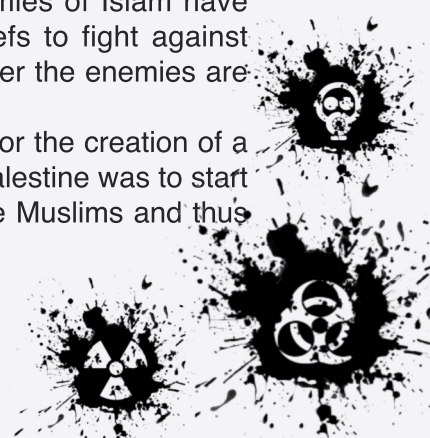 of Islam have
efs to fight against
er the enemies are
or the creation of a
alestine was to start
e Muslims and thus